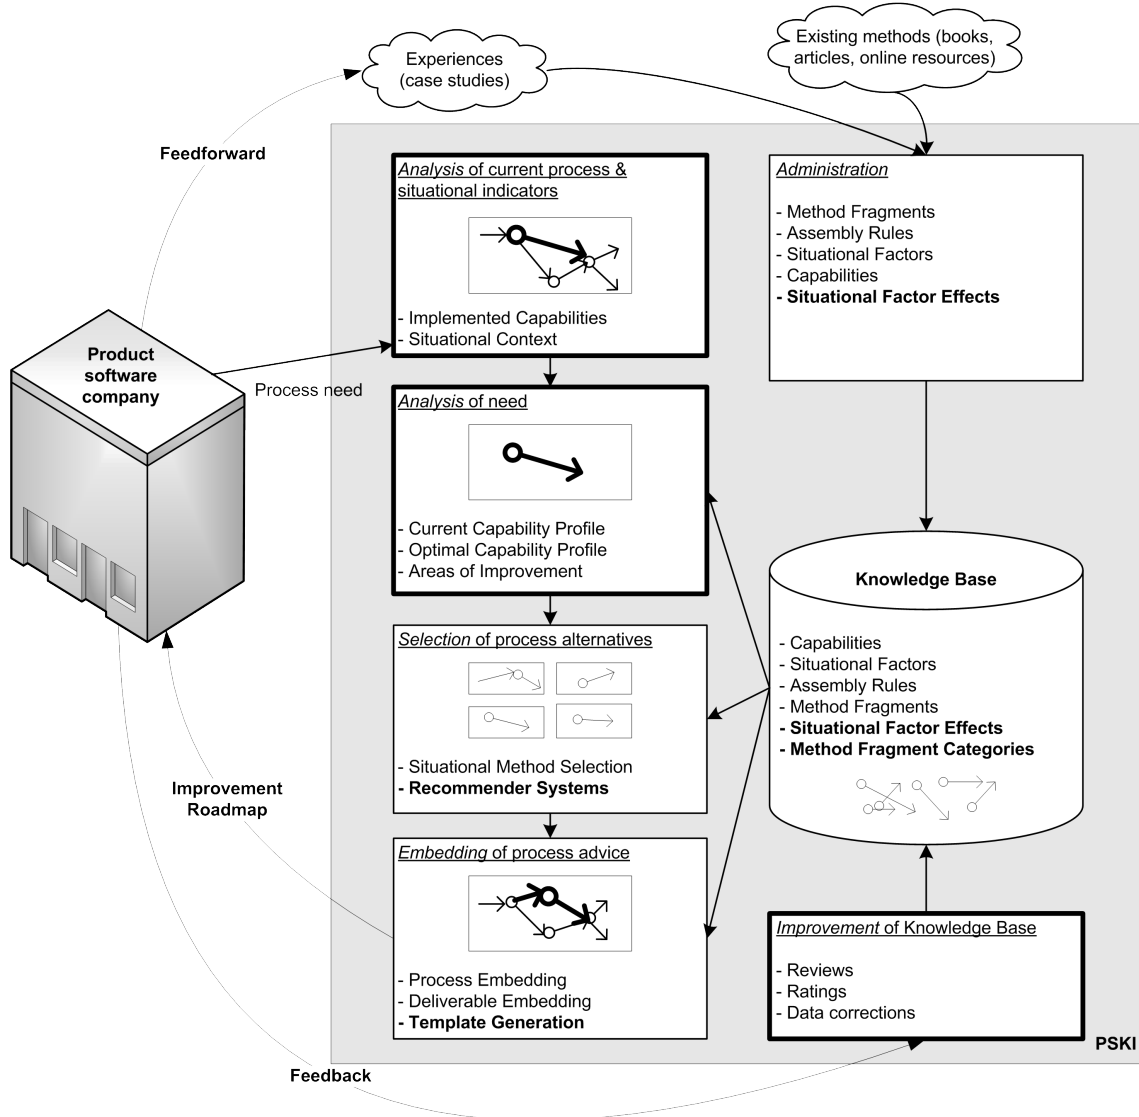 Experiences
(case studies)
Existing methods (books,
articles, online resources)
Feedforward
Product
software
company
Process need
Analysis of current process &
situational indicators
- Implemented Capabilities
- Situational Context
Analysis of need
- Current Capability Profile
- Optimal Capability Profile
- Areas of Improvement
Selection of process alternatives
- Situational Method Selection
- Recommender Systems
Embedding of process advice
- Process Embedding
- Deliverable Embedding
- Template Generation
Administration
- Method Fragments
- Assembly Rules
- Situational Factors
- Capabilities
- Situational Factor Effects
Knowledge Base
- Capabilities
- Situational Factors
- Assembly Rules
- Method Fragments
- Situational Factor Effects
- Method Fragment Categories
Improvement of Knowledge Base
- Reviews
- Ratings
- Data corrections
PSKI
Improvement
Roadmap
Feedback